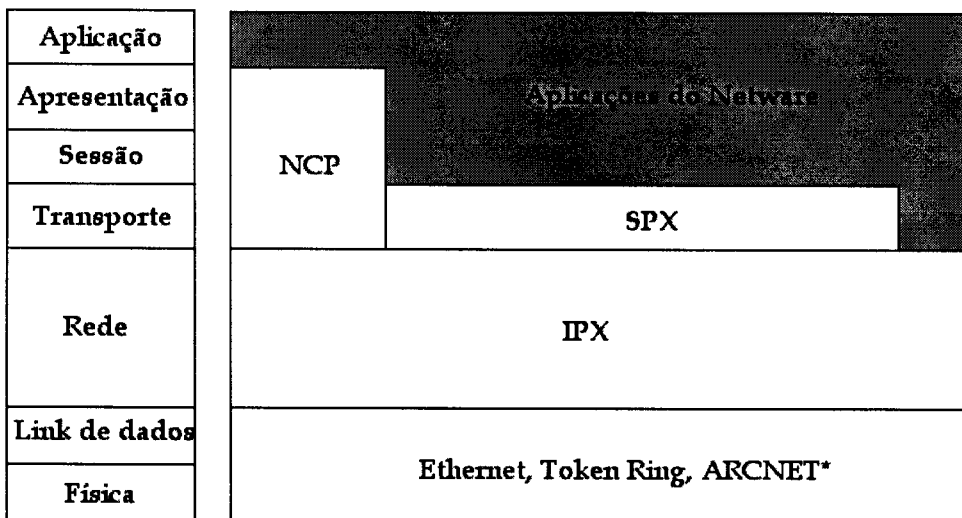 Aplicação
Apresentação
Sessão
Transporte
Rede
Link de dados
Física
Aplicações do Netware
NCP
SPX
IPX
Ethernet, Token Ring, ARCNET*